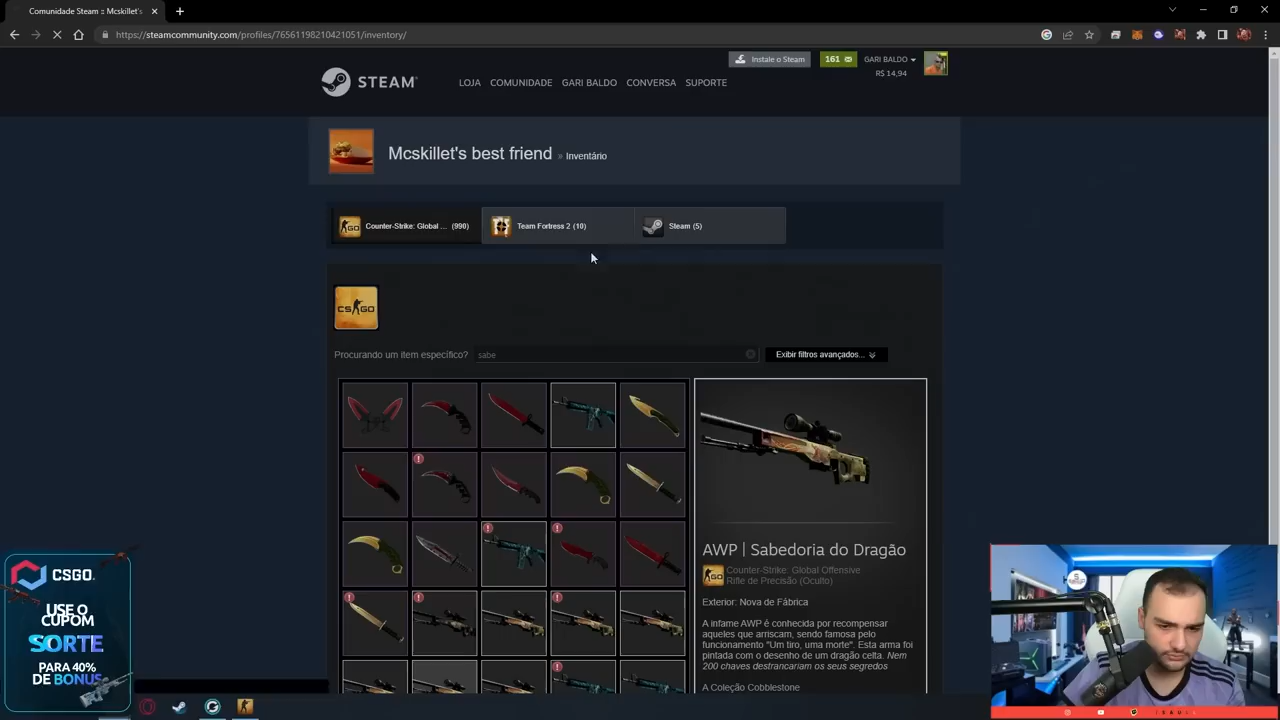 Comunidade Steam :: Mcskillet's
https://steamcommunity.com/profiles/76561198210421051/inventory/
Instale o Steam
161
GARI BALDO
R$ 14,94
STEAM
LOJA COMUNIDADE GARI BALDO CONVERSA SUPORTE
Mcskillet's best friend » Inventário
Counter-Strike: Global ... (990)
Team Fortress 2 (10)
Steam (5)
CS GO
Procurando um item específico?
sabe
Exibir filtros avançados...
AWP | Sabedoria do Dragão
Counter-Strike: Global Offensive
Rifle de Precisão (Oculto)
Exterior: Nova de Fábrica
A infame AWP é conhecida por recompensar
aqueles que arriscam, sendo famosa pelo
funcionamento "Um tiro, uma morte". Esta arma foi
pintada com o desenho de um dragão celta. Nem
200 chaves destrancariam os seus segredos
A Coleção Cobblestone
CSGO
USE O
CUPOM
SORTE
PARA 40%
DE BONUS